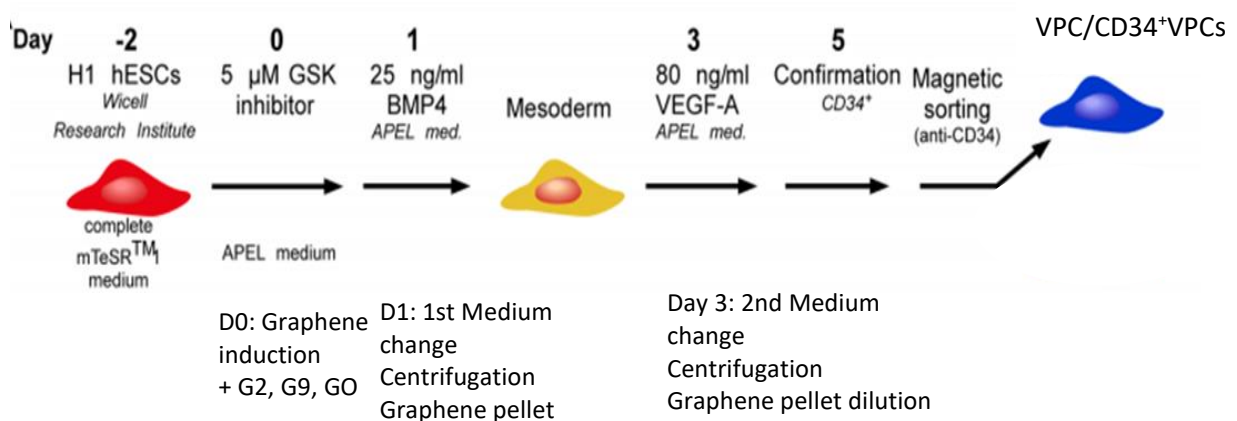 Day -2 0 1 3 5 VPC/CD34⁺VPCs
H1 hESCs
Wicell
Research Institute
complete
mTeSR™1
medium
5 µM GSK
inhibitor
APEL medium
25 ng/ml
BMP4
APEL med.
Mesoderm
80 ng/ml
VEGF-A
APEL med.
Confirmation
CD34⁺
Magnetic
sorting
(anti-CD34)
D0: Graphene
induction
+ G2, G9, GO
D1: 1st Medium
change
Centrifugation
Graphene pellet
Day 3: 2nd Medium
change
Centrifugation
Graphene pellet dilution